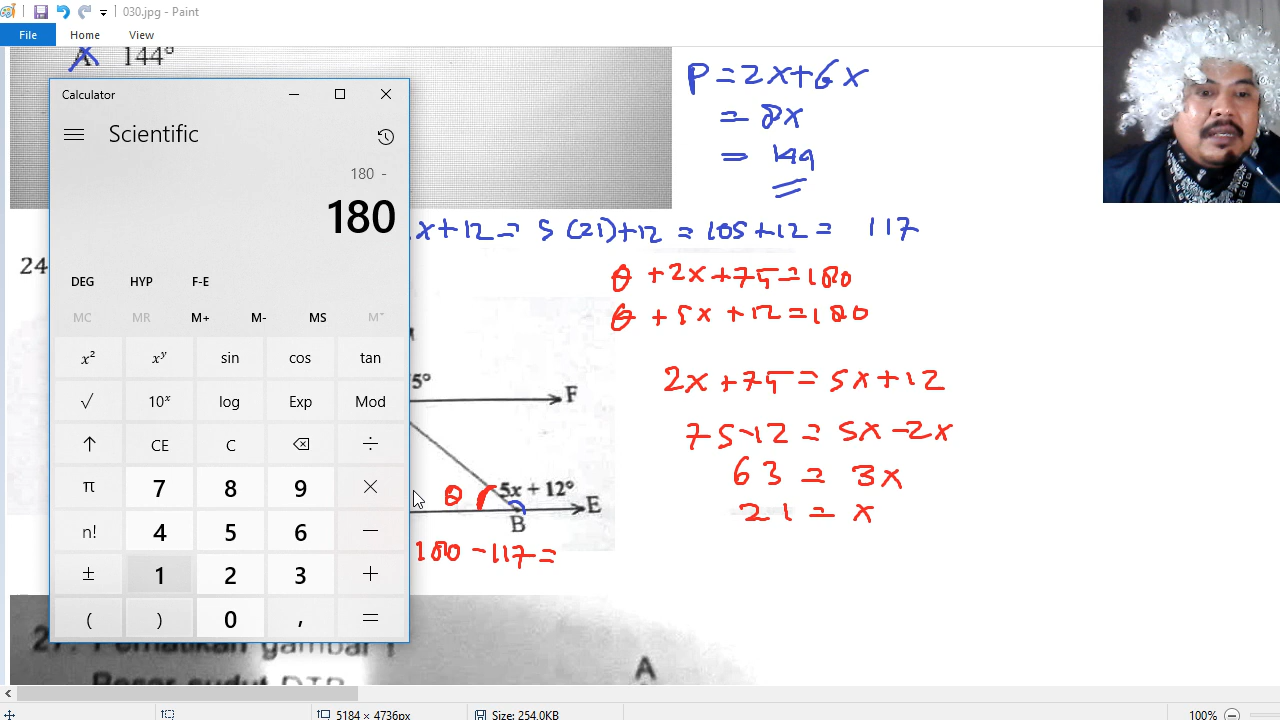 030.jpg - Paint
File Home View
144°
Calculator
Scientific
180 -
180
DEG HYP F-E
MC MR M+ M- MS M˅
x² xʸ sin cos tan
√ 10ˣ log Exp Mod
↑ CE C ⌫ ÷
π 7 8 9 ×
n! 4 5 6 −
± 1 2 3 +
( ) 0 , =
P = 2x+6x
= 8x
= 144
x+12 = 5(21)+12 = 105+12 = 117
24
θ + 2x+75 = 180
θ + 5x + 12 = 180
2x + 75 = 5x + 12
75-12 = 5x - 2x
63 = 3x
21 = x
5°
F
θ 5x + 12°
E
B
180 - 117 =
gambar !
A
5184 × 4736px Size: 254.0KB 100%